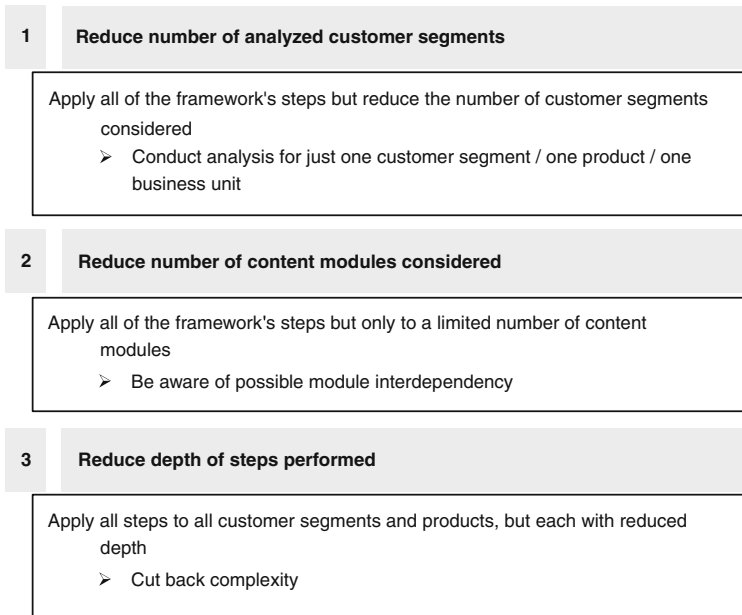 1 Reduce number of analyzed customer segments
Apply all of the framework's steps but reduce the number of customer segments
considered
➢ Conduct analysis for just one customer segment / one product / one
business unit
2 Reduce number of content modules considered
Apply all of the framework's steps but only to a limited number of content
modules
➢ Be aware of possible module interdependency
3 Reduce depth of steps performed
Apply all steps to all customer segments and products, but each with reduced
depth
➢ Cut back complexity